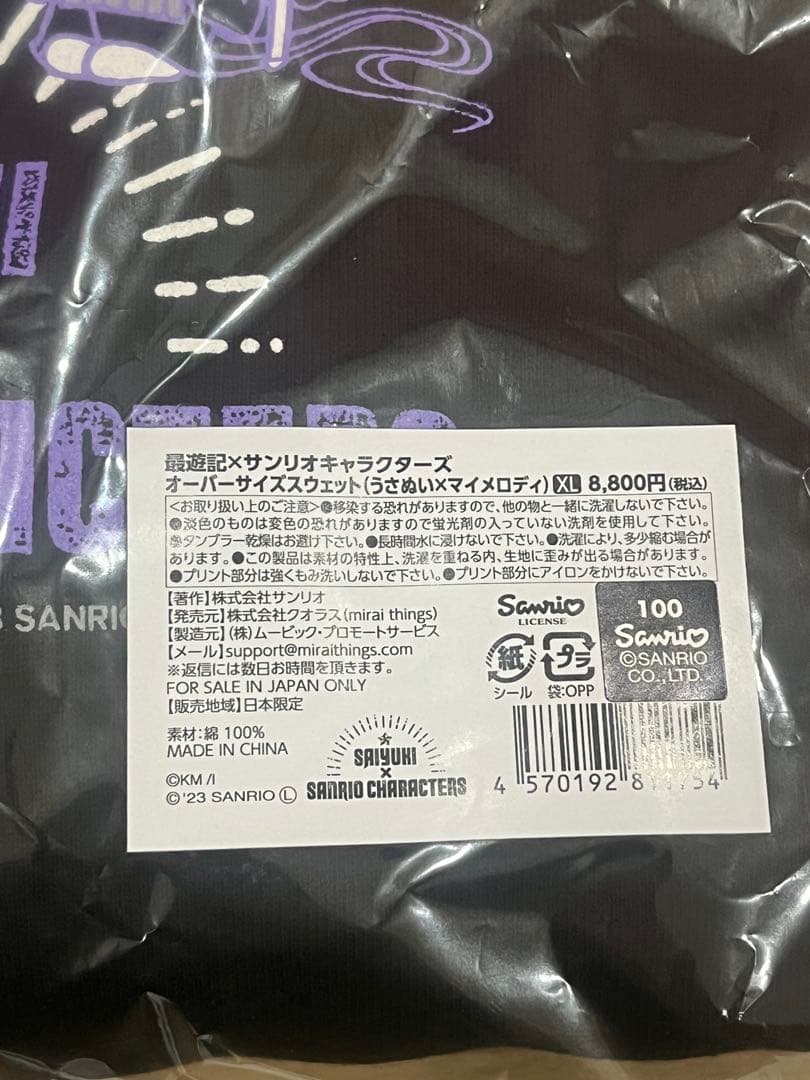 SANRIO
最遊記×サンリオキャラクターズ
オーバーサイズスウェット(うさぬい×マイメロディ) XL 8,800円(税込)
<お取り扱い上のご注意>●移染する恐れがありますので、他の物と一緒に洗濯しないで下さい。
●淡色のものは変色の恐れがありますので蛍光剤の入っていない洗剤を使用して下さい。
●タンブラー乾燥はお避け下さい。●長時間水に浸けないで下さい。●洗濯により、多少縮む場合が
あります。●この製品は素材の特性上、洗濯を重ねる内、生地に歪みが出る場合があります。
●プリント部分は強くもみ洗いしないで下さい。●プリント部分にアイロンをかけないで下さい。
【著作】株式会社サンリオ
【発売元】株式会社クオラス(mirai things)
【製造元】(株)ムービック・プロモートサービス
【メール】support@miraithings.com
※返信には数日お時間を頂きます。
FOR SALE IN JAPAN ONLY
【販売地域】日本限定
素材:綿 100%
MADE IN CHINA
©KM /I
©'23 SANRIO Ⓛ
SAIYUKI
×
SANRIO CHARACTERS
Sanrio
LICENSE
紙
シール
プラ
袋:OPP
100
Sanrio
©SANRIO
CO., LTD.
4 570192